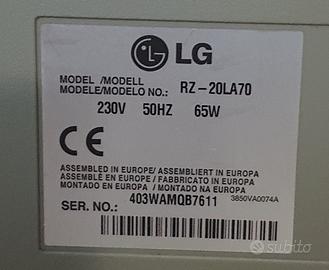 LG
MODEL /MODELL
MODELE/MODELO NO.: RZ-20LA70
230V 50HZ 65W
CE
ASSEMBLED IN EUROPE/ ASSEMBLIERT IN EUROPA
ASSEMBLÉ EN EUROPE / FABBRICATO IN EUROPA
MONTADO EN EUROPA / MONTADO NA EUROPA
SER. NO.: 403WAMQB7611 3850VA0074A
subito